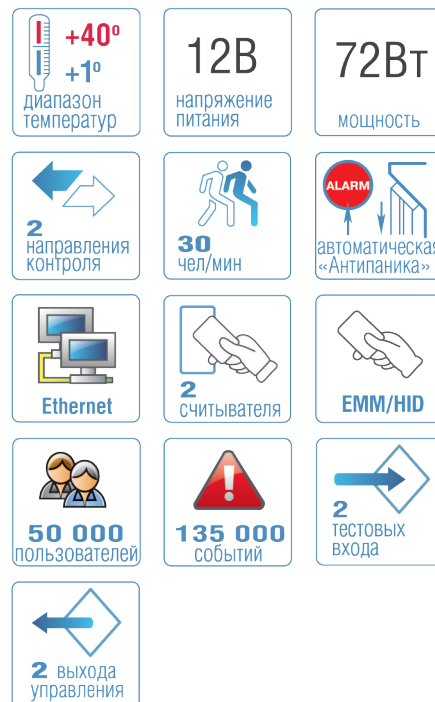 +40º
+1º
диапазон
температур
12В
напряжение
питания
72Вт
мощность
2
направления
контроля
30
чел/мин
ALARM
автоматическая
«Антипаника»
Ethernet
2
считывателя
EMM/HID
50 000
пользователей
135 000
событий
2
тестовых
входа
2 выхода
управления